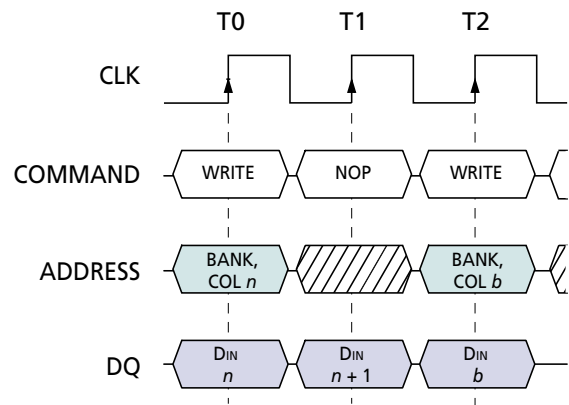 T0 T1 T2
CLK
COMMAND WRITE NOP WRITE
ADDRESS BANK, COL n BANK, COL b
DQ DIN n DIN n + 1 DIN b